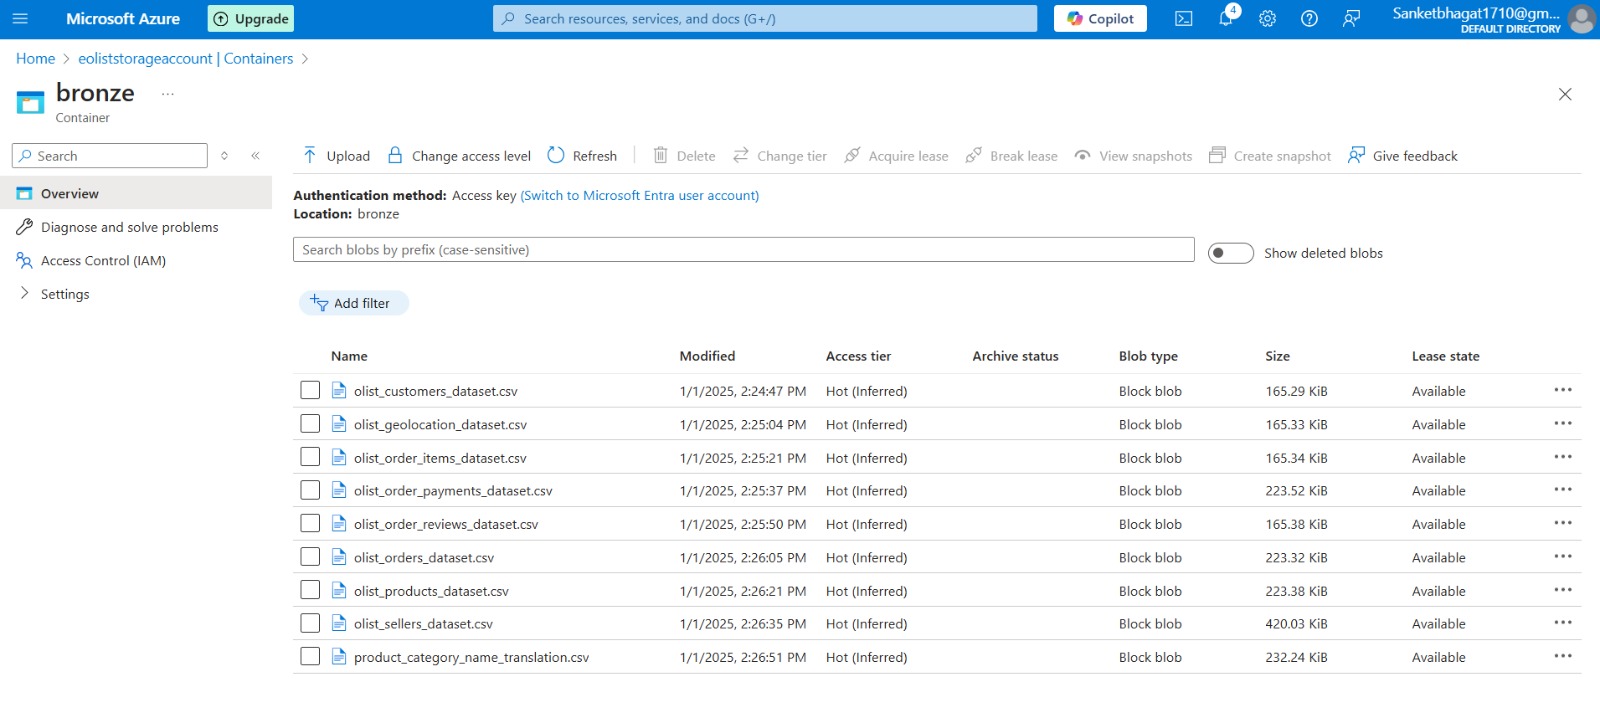 Microsoft Azure Upgrade Search resources, services, and docs (G+/) Copilot 4 Sanketbhagat1710@gm...
DEFAULT DIRECTORY
Home > eoliststorageaccount | Containers >
bronze ...
Container
Search
Upload Change access level Refresh Delete Change tier Acquire lease Break lease View snapshots Create snapshot Give feedback
Overview
Diagnose and solve problems
Access Control (IAM)
Settings
Authentication method: Access key (Switch to Microsoft Entra user account)
Location: bronze
Search blobs by prefix (case-sensitive) Show deleted blobs
Add filter
Name Modified Access tier Archive status Blob type Size Lease state
olist_customers_dataset.csv 1/1/2025, 2:24:47 PM Hot (Inferred) Block blob 165.29 KiB Available
olist_geolocation_dataset.csv 1/1/2025, 2:25:04 PM Hot (Inferred) Block blob 165.33 KiB Available
olist_order_items_dataset.csv 1/1/2025, 2:25:21 PM Hot (Inferred) Block blob 165.34 KiB Available
olist_order_payments_dataset.csv 1/1/2025, 2:25:37 PM Hot (Inferred) Block blob 223.52 KiB Available
olist_order_reviews_dataset.csv 1/1/2025, 2:25:50 PM Hot (Inferred) Block blob 165.38 KiB Available
olist_orders_dataset.csv 1/1/2025, 2:26:05 PM Hot (Inferred) Block blob 223.32 KiB Available
olist_products_dataset.csv 1/1/2025, 2:26:21 PM Hot (Inferred) Block blob 223.38 KiB Available
olist_sellers_dataset.csv 1/1/2025, 2:26:35 PM Hot (Inferred) Block blob 420.03 KiB Available
product_category_name_translation.csv 1/1/2025, 2:26:51 PM Hot (Inferred) Block blob 232.24 KiB Available